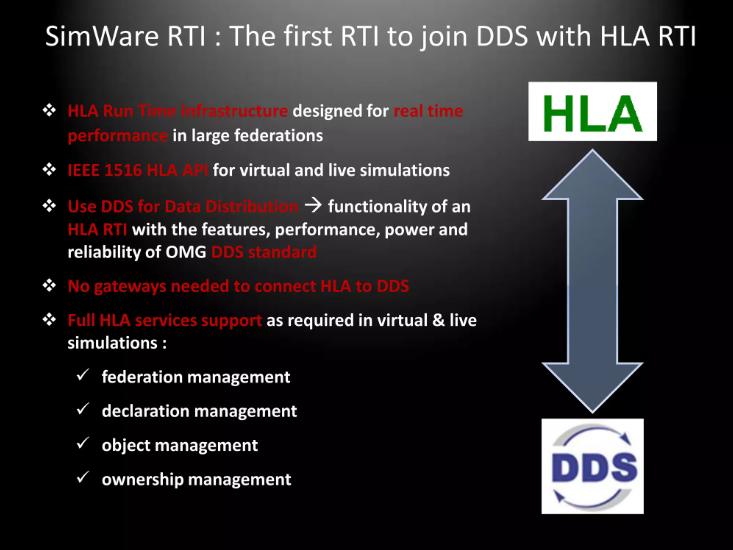 SimWare RTI : The first RTI to join DDS with HLA RTI
❖ HLA Run Time Infrastructure designed for real time
performance in large federations
❖ IEEE 1516 HLA API for virtual and live simulations
❖ Use DDS for Data Distribution → functionality of an
HLA RTI with the features, performance, power and
reliability of OMG DDS standard
❖ No gateways needed to connect HLA to DDS
❖ Full HLA services support as required in virtual & live
simulations :
✓ federation management
✓ declaration management
✓ object management
✓ ownership management
HLA
DDS